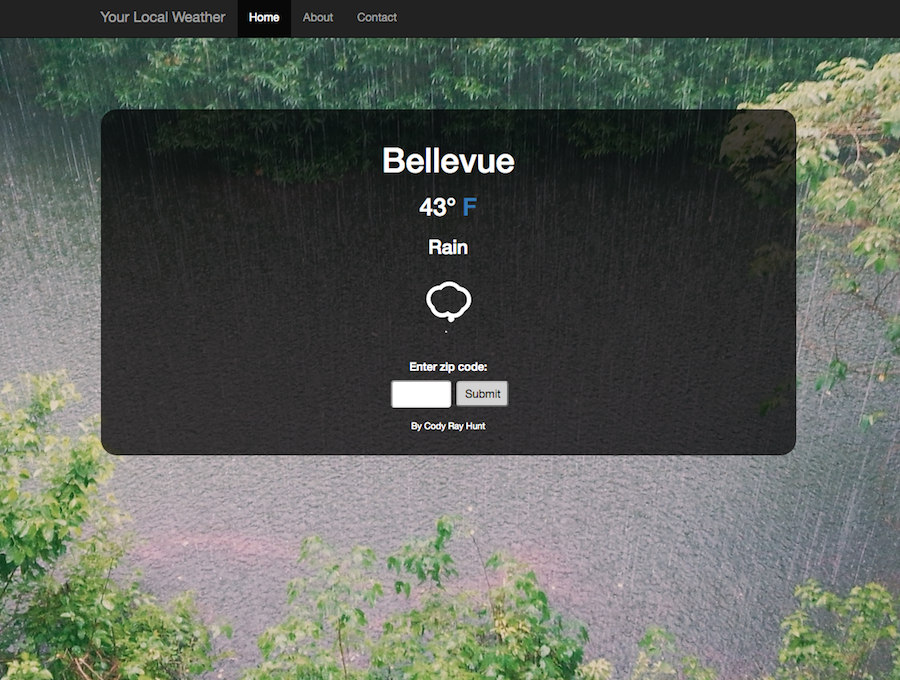 Your Local Weather Home About Contact
Bellevue
43° F
Rain
Enter zip code:
Submit
By Cody Ray Hunt